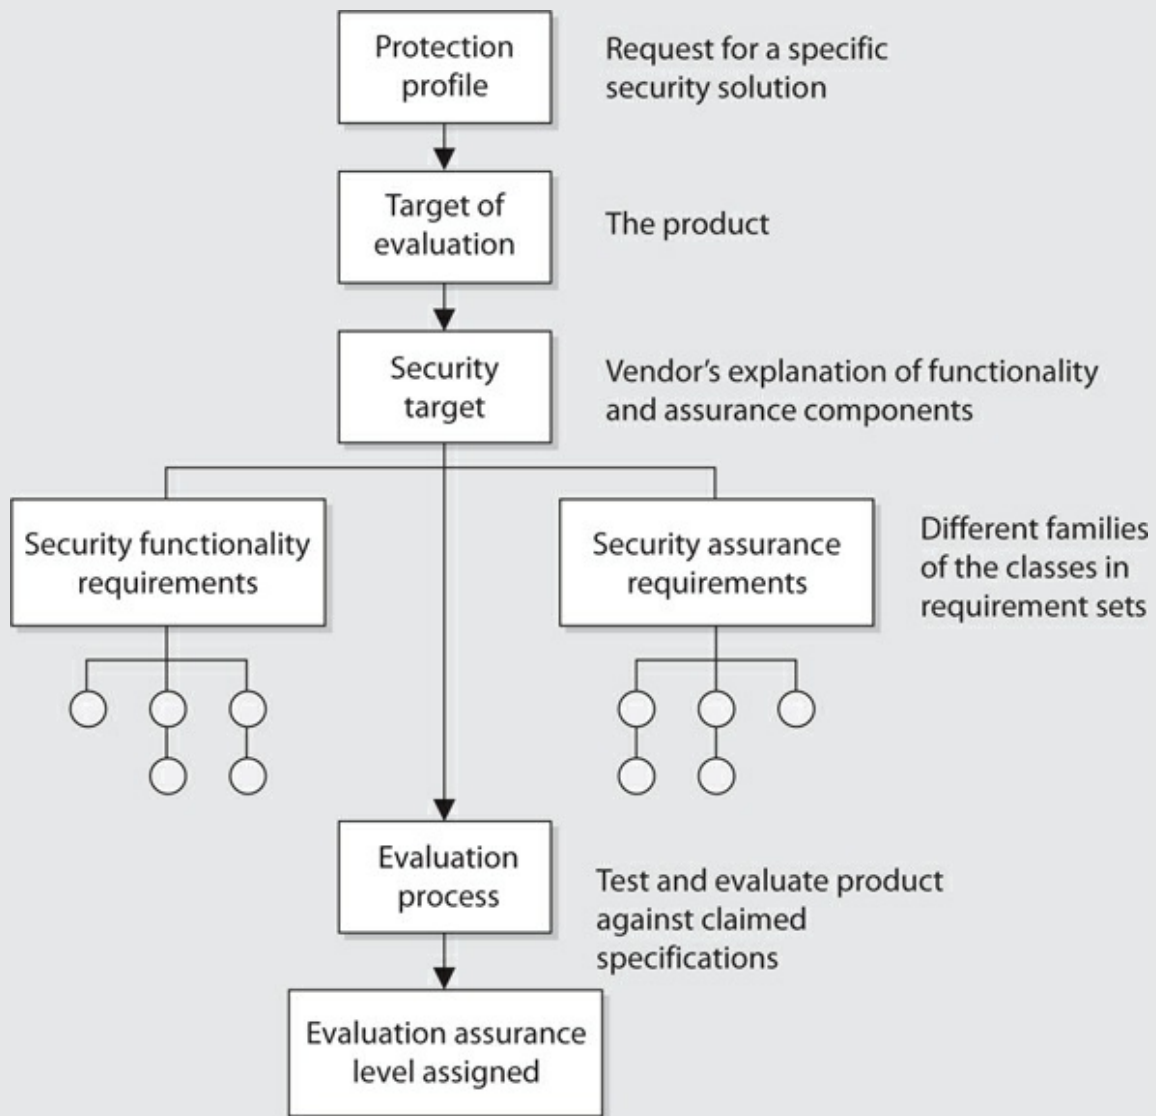 Protection
profile
Request for a specific
security solution
Target of
evaluation
The product
Security
target
Vendor’s explanation of functionality
and assurance components
Security functionality
requirements
Security assurance
requirements
Different families
of the classes in
requirement sets
Evaluation
process
Test and evaluate product
against claimed
specifications
Evaluation assurance
level assigned